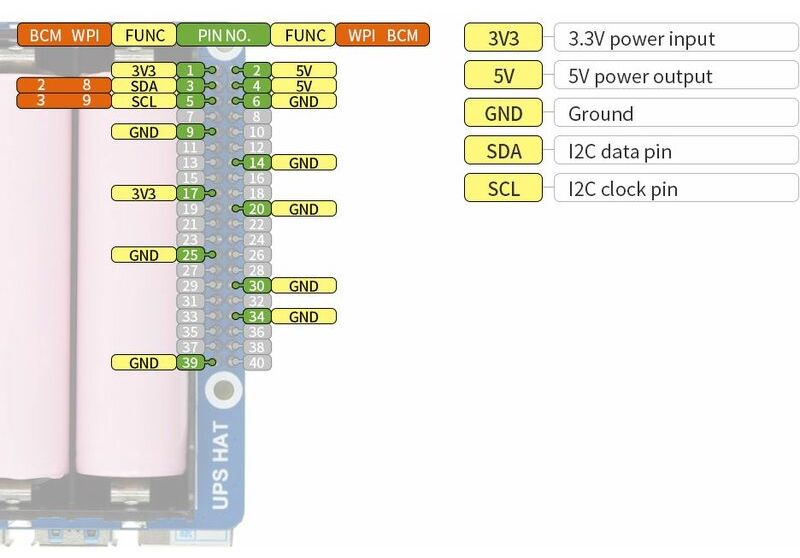 BCM WPI FUNC PIN NO. FUNC WPI BCM
3V3 1 2 5V
2 8 SDA 3 4 5V
3 9 SCL 5 6 GND
7 8
GND 9 10
11 12
13 14 GND
15 16
3V3 17 18
19 20 GND
21 22
23 24
GND 25 26
27 28
29 30 GND
31 32
33 34 GND
35 36
37 38
GND 39 40
UPS HAT
3V3 3.3V power input
5V 5V power output
GND Ground
SDA I2C data pin
SCL I2C clock pin